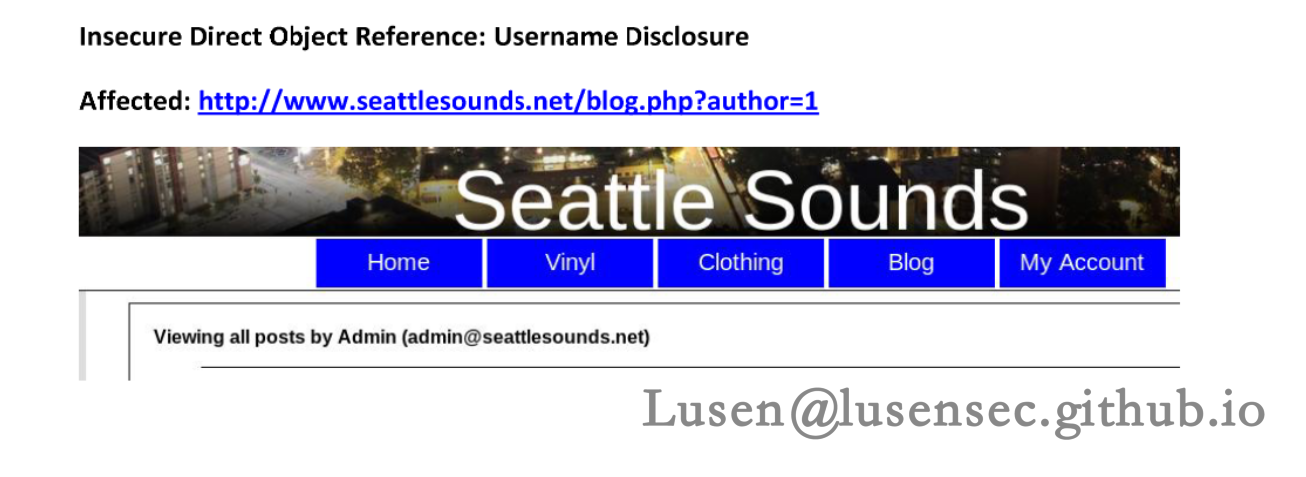 Insecure Direct Object Reference: Username Disclosure
Affected: http://www.seattlesounds.net/blog.php?author=1
Seattle Sounds
Home Vinyl Clothing Blog My Account
Viewing all posts by Admin (admin@seattlesounds.net)
Lusen@lusensec.github.io